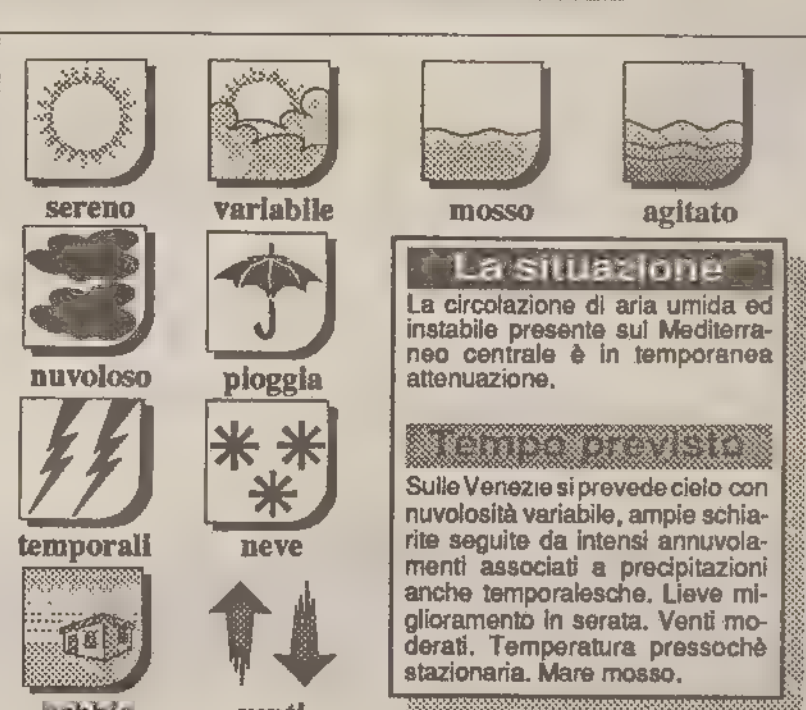 sereno
variabile
mosso
agitato
nuvoloso
pioggia
temporali
neve
La situazione
La circolazione di aria umida ed
instabile presente sul Mediterra-
neo centrale è in temporanea
attenuazione.
Tempo previsto
Sulle Venezie si prevede cielo con
nuvolosità variabile, ampie schia-
rite seguite da intensi annuvola-
menti associati a precipitazioni
anche temporalesche. Lieve mi-
glioramento in serata. Venti mo-
derati. Temperatura pressochè
stazionaria. Mare mosso.